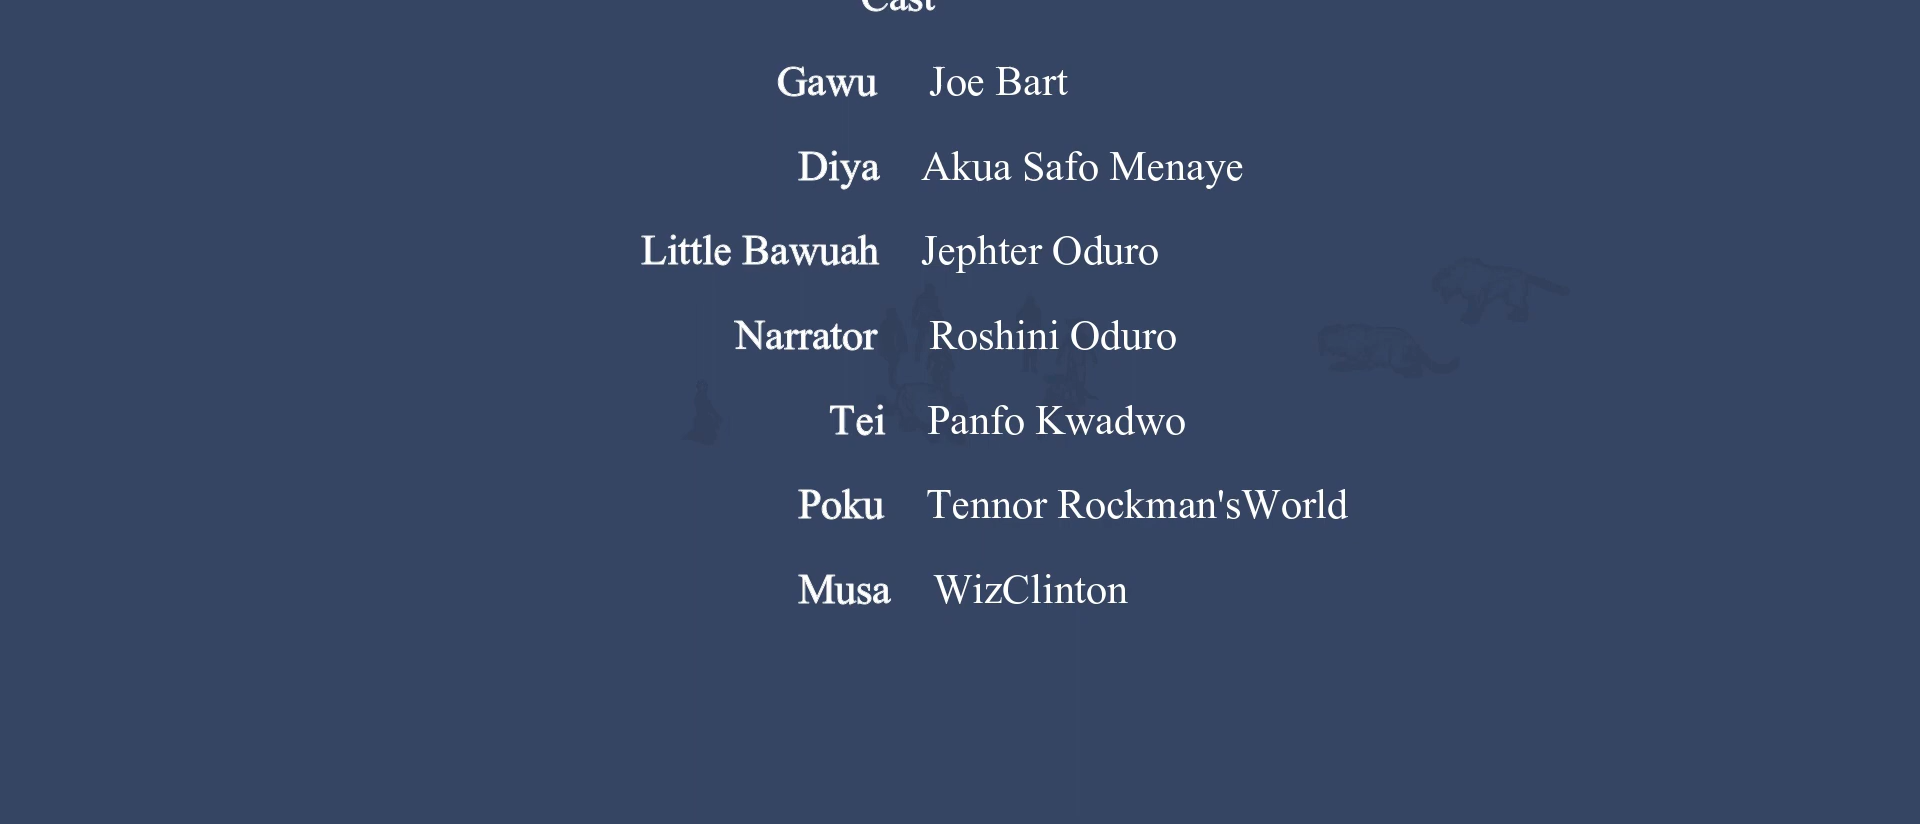 Cast
Gawu Joe Bart
Diya Akua Safo Menaye
Little Bawuah Jephter Oduro
Narrator Roshini Oduro
Tei Panfo Kwadwo
Poku Tennor Rockman'sWorld
Musa WizClinton